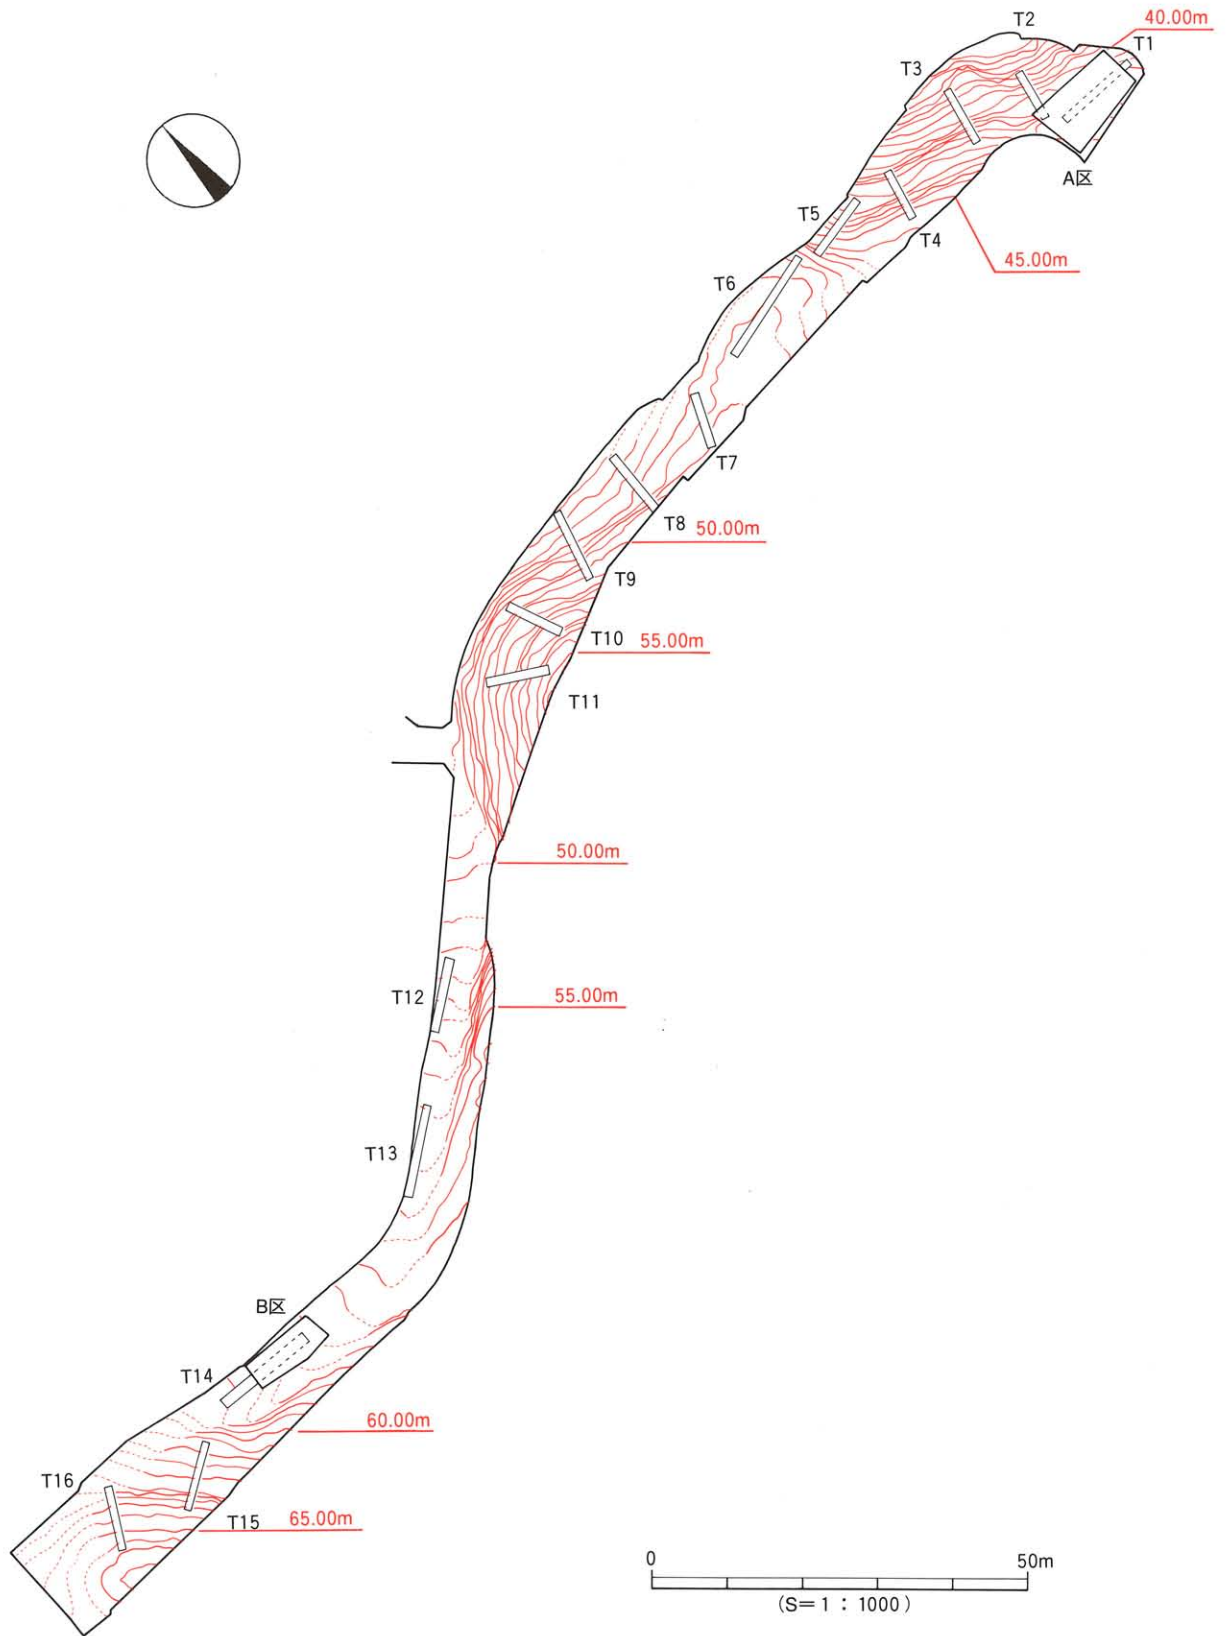 T2
40.00m
T1
T3
A区
T5
T4
45.00m
T6
T7
T8
50.00m
T9
T10
55.00m
T11
50.00m
T12
55.00m
T13
B区
T14
60.00m
T16
T15
65.00m
0
50m
(S=1:1000)